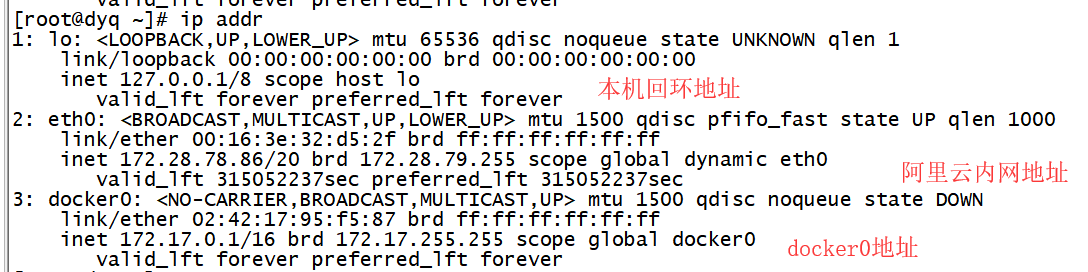 valid_lft forever preferred_lft forever
[root@dyq ~]# ip addr
1: lo: <LOOPBACK,UP,LOWER_UP> mtu 65536 qdisc noqueue state UNKNOWN qlen 1
link/loopback 00:00:00:00:00:00 brd 00:00:00:00:00:00
inet 127.0.0.1/8 scope host lo
本机回环地址
valid_lft forever preferred_lft forever
2: eth0: <BROADCAST,MULTICAST,UP,LOWER_UP> mtu 1500 qdisc pfifo_fast state UP qlen 1000
link/ether 00:16:3e:32:d5:2f brd ff:ff:ff:ff:ff:ff
inet 172.28.78.86/20 brd 172.28.79.255 scope global dynamic eth0
阿里云内网地址
valid_lft 315052237sec preferred_lft 315052237sec
3: docker0: <NO-CARRIER,BROADCAST,MULTICAST,UP> mtu 1500 qdisc noqueue state DOWN
link/ether 02:42:17:95:f5:87 brd ff:ff:ff:ff:ff:ff
inet 172.17.0.1/16 brd 172.17.255.255 scope global docker0
docker0地址
valid_lft forever preferred_lft forever